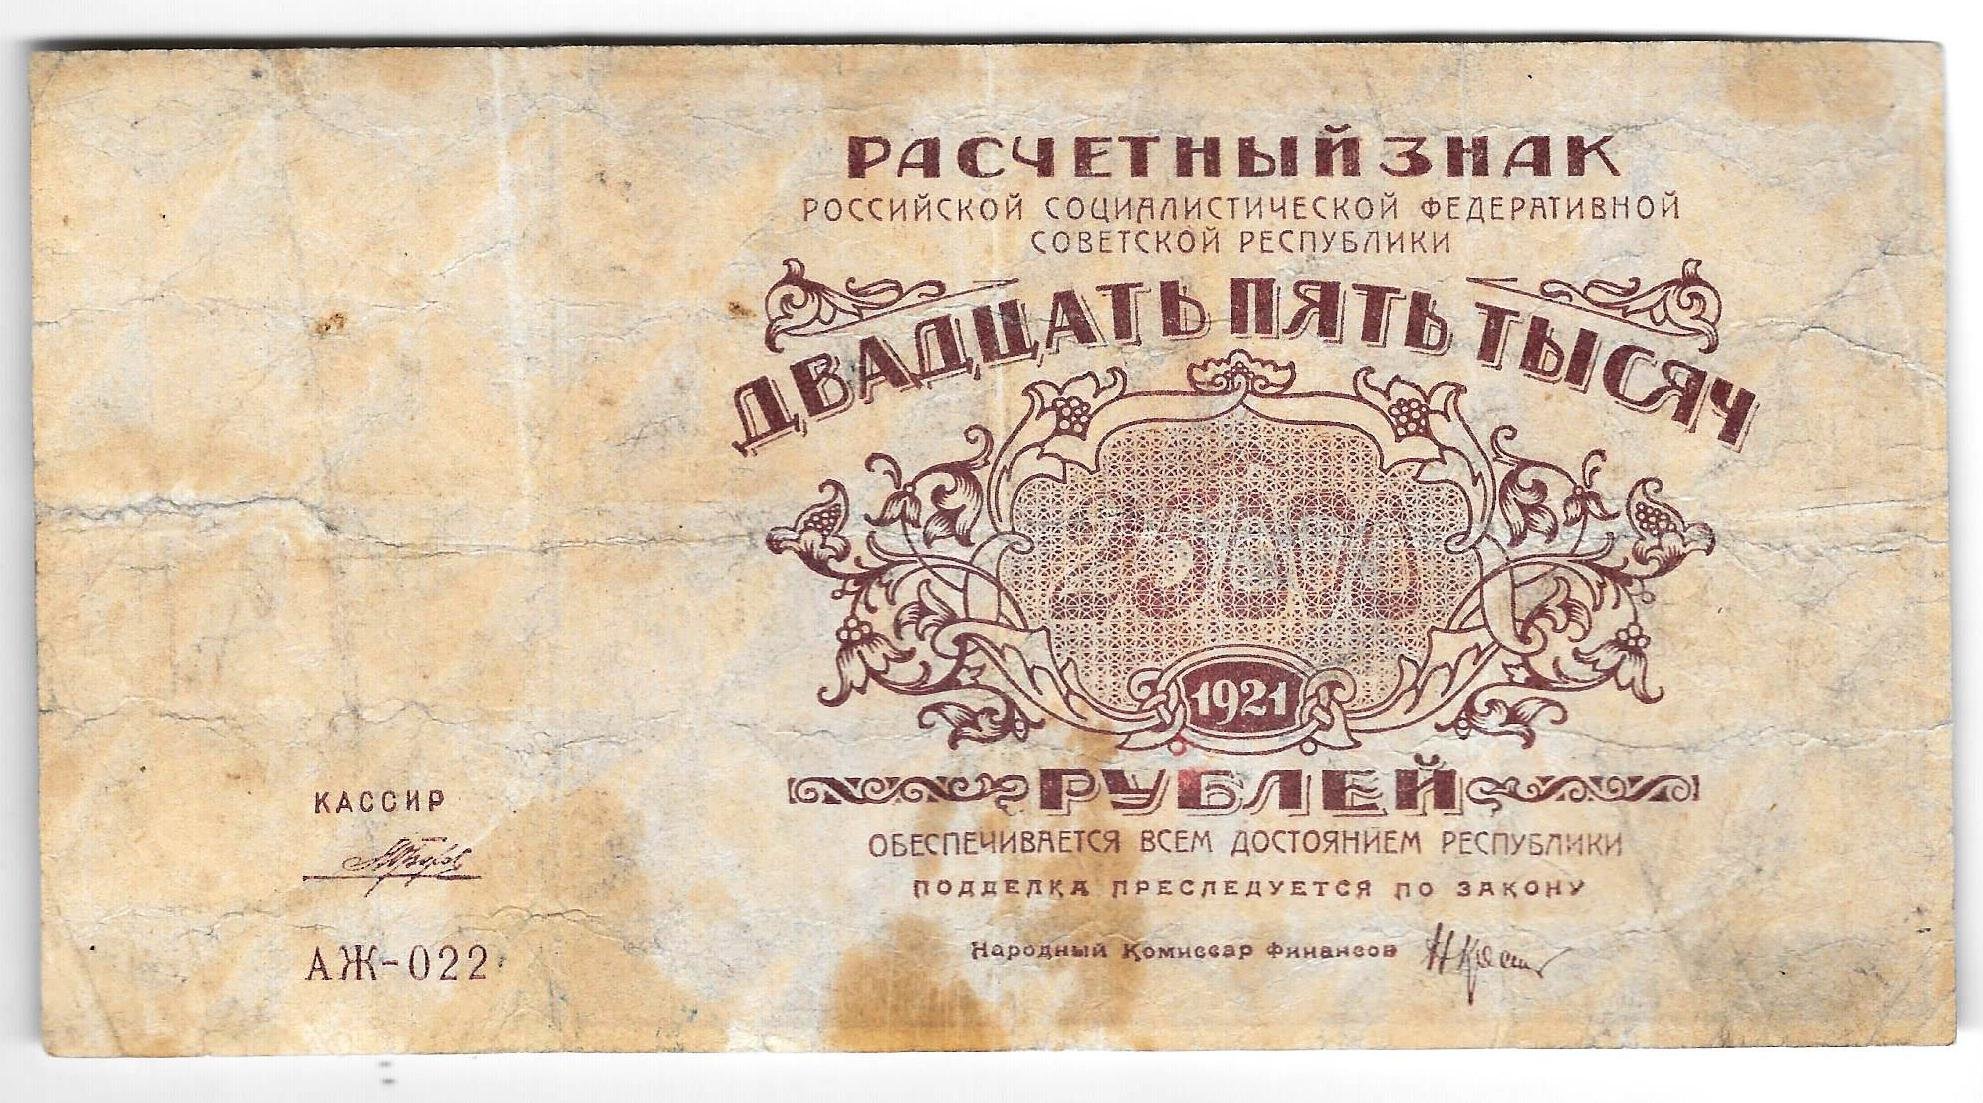 РАСЧЕТНЫЙ ЗНАК
РОССИЙСКОЙ СОЦИАЛИСТИЧЕСКОЙ ФЕДЕРАТИВНОЙ
СОВЕТСКОЙ РЕСПУБЛИКИ
ДВАДЦАТЬ ПЯТЬ ТЫСЯЧ
25000
1921
РУБЛЕЙ
ОБЕСПЕЧИВАЕТСЯ ВСЕМ ДОСТОЯНИЕМ РЕСПУБЛИКИ
ПОДДЕЛКА ПРЕСЛЕДУЕТСЯ ПО ЗАКОНУ
Народный Комиссар Финансов
КАССИР
АЖ-022